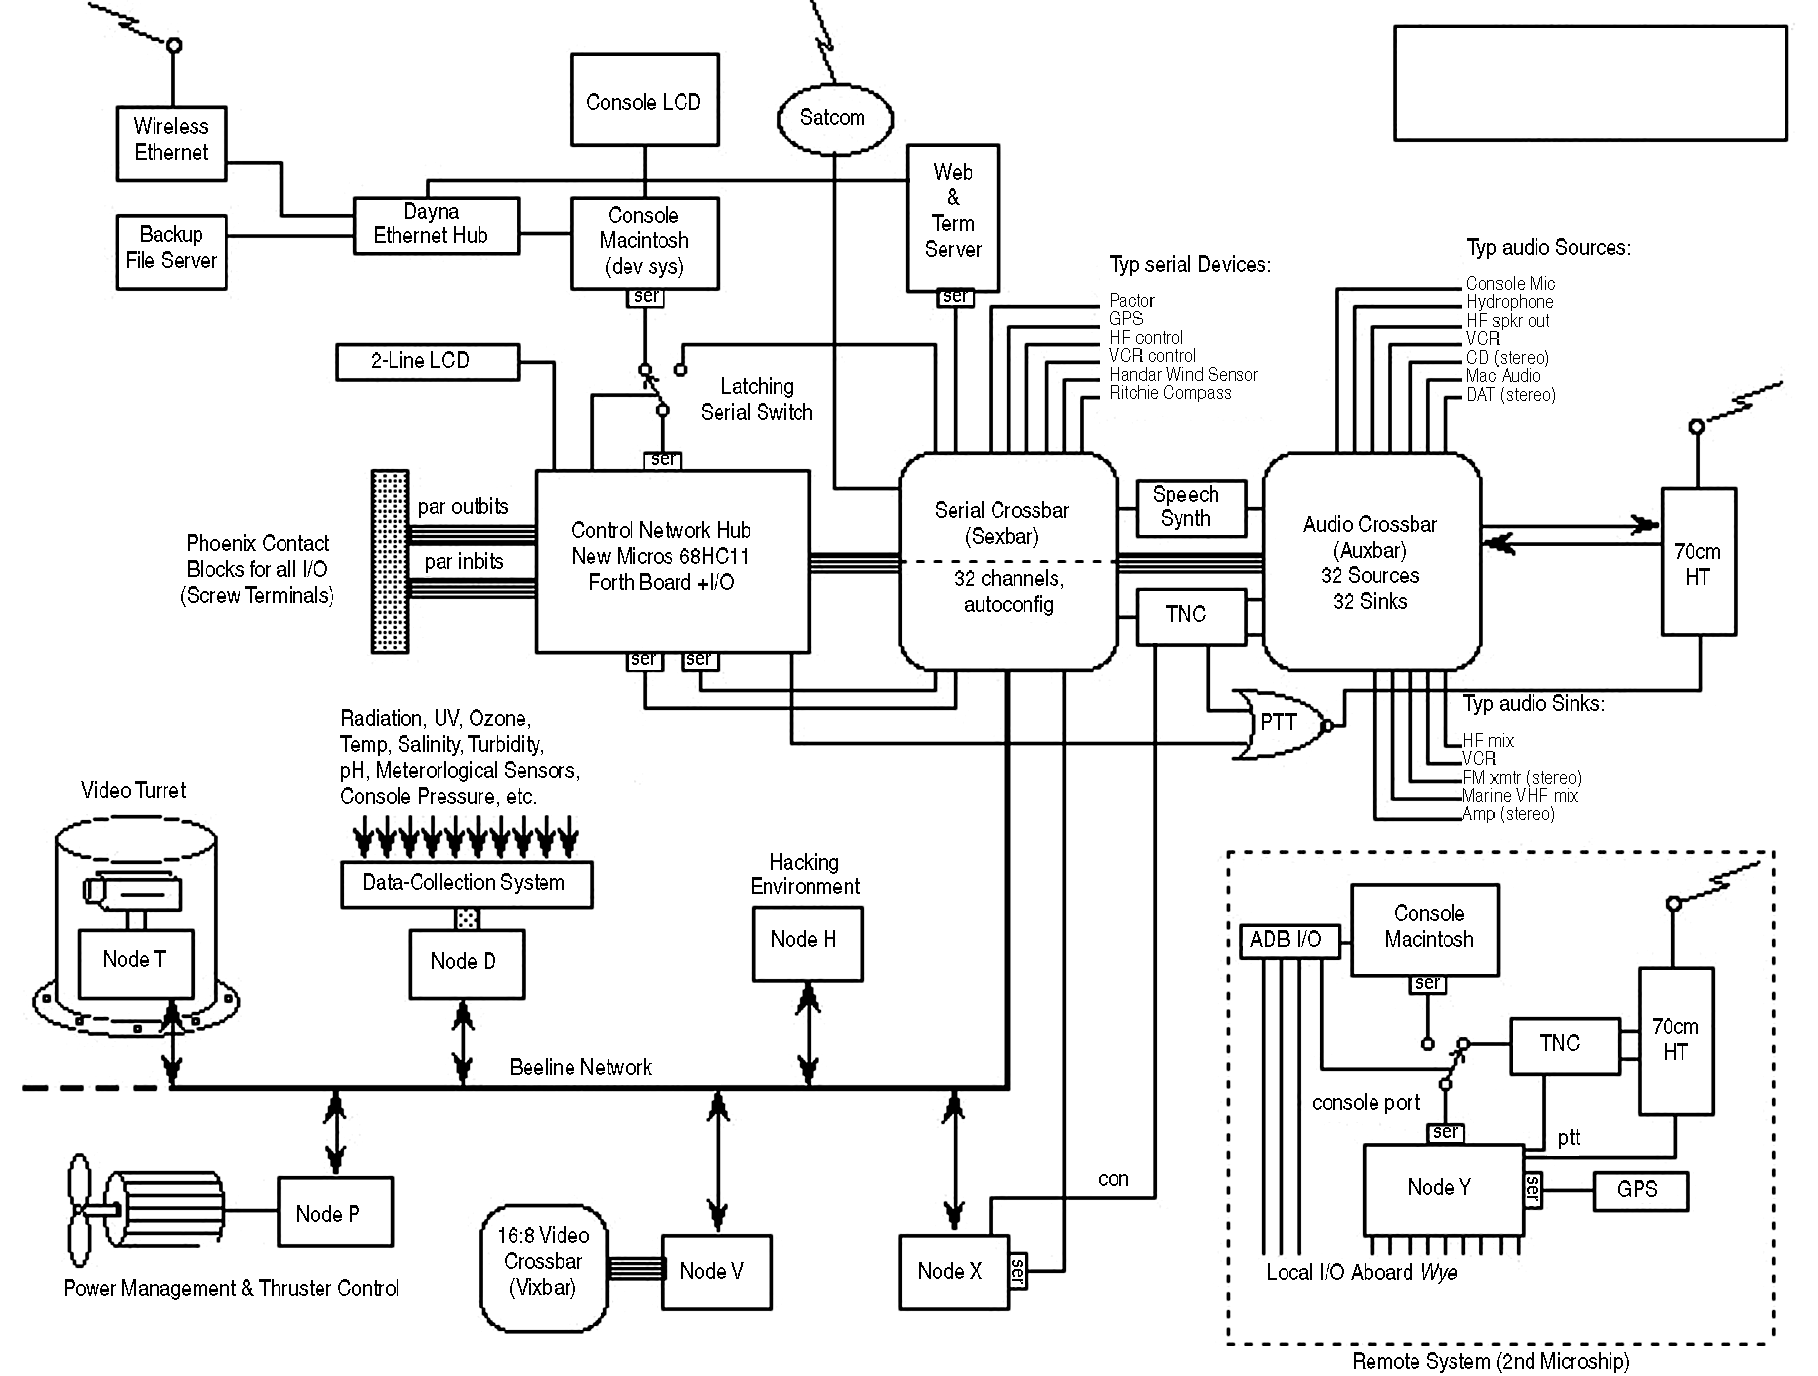 Console LCD
Satcom
Wireless
Ethernet
Web
&
Term
Server
ser
Dayna
Ethernet Hub
Console
Macintosh
(dev sys)
ser
Backup
File Server
Typ serial Devices:
Pactor
GPS
HF control
VCR control
Handar Wind Sensor
Ritchie Compass
Typ audio Sources:
Console Mic
Hydrophone
HF spkr out
VCR
CD (stereo)
Mac Audio
DAT (stereo)
2-Line LCD
Latching
Serial Switch
ser
par outbits
par inbits
Phoenix Contact
Blocks for all I/O
(Screw Terminals)
Control Network Hub
New Micros 68HC11
Forth Board +I/O
ser
ser
Serial Crossbar
(Sexbar)
32 channels,
autoconfig
Speech
Synth
TNC
Audio Crossbar
(Auxbar)
32 Sources
32 Sinks
70cm
HT
PTT
Typ audio Sinks:
HF mix
VCR
FM xmtr (stereo)
Marine VHF mix
Amp (stereo)
Radiation, UV, Ozone,
Temp, Salinity, Turbidity,
pH, Meterorlogical Sensors,
Console Pressure, etc.
Video Turret
Node T
Data-Collection System
Node D
Hacking
Environment
Node H
Beeline Network
Node P
Power Management & Thruster Control
16:8 Video
Crossbar
(Vixbar)
Node V
con
Node X
ser
Console
Macintosh
ser
ADB I/O
70cm
HT
TNC
console port
ser
ptt
Node Y
ser
GPS
Local I/O Aboard Wye
Remote System (2nd Microship)